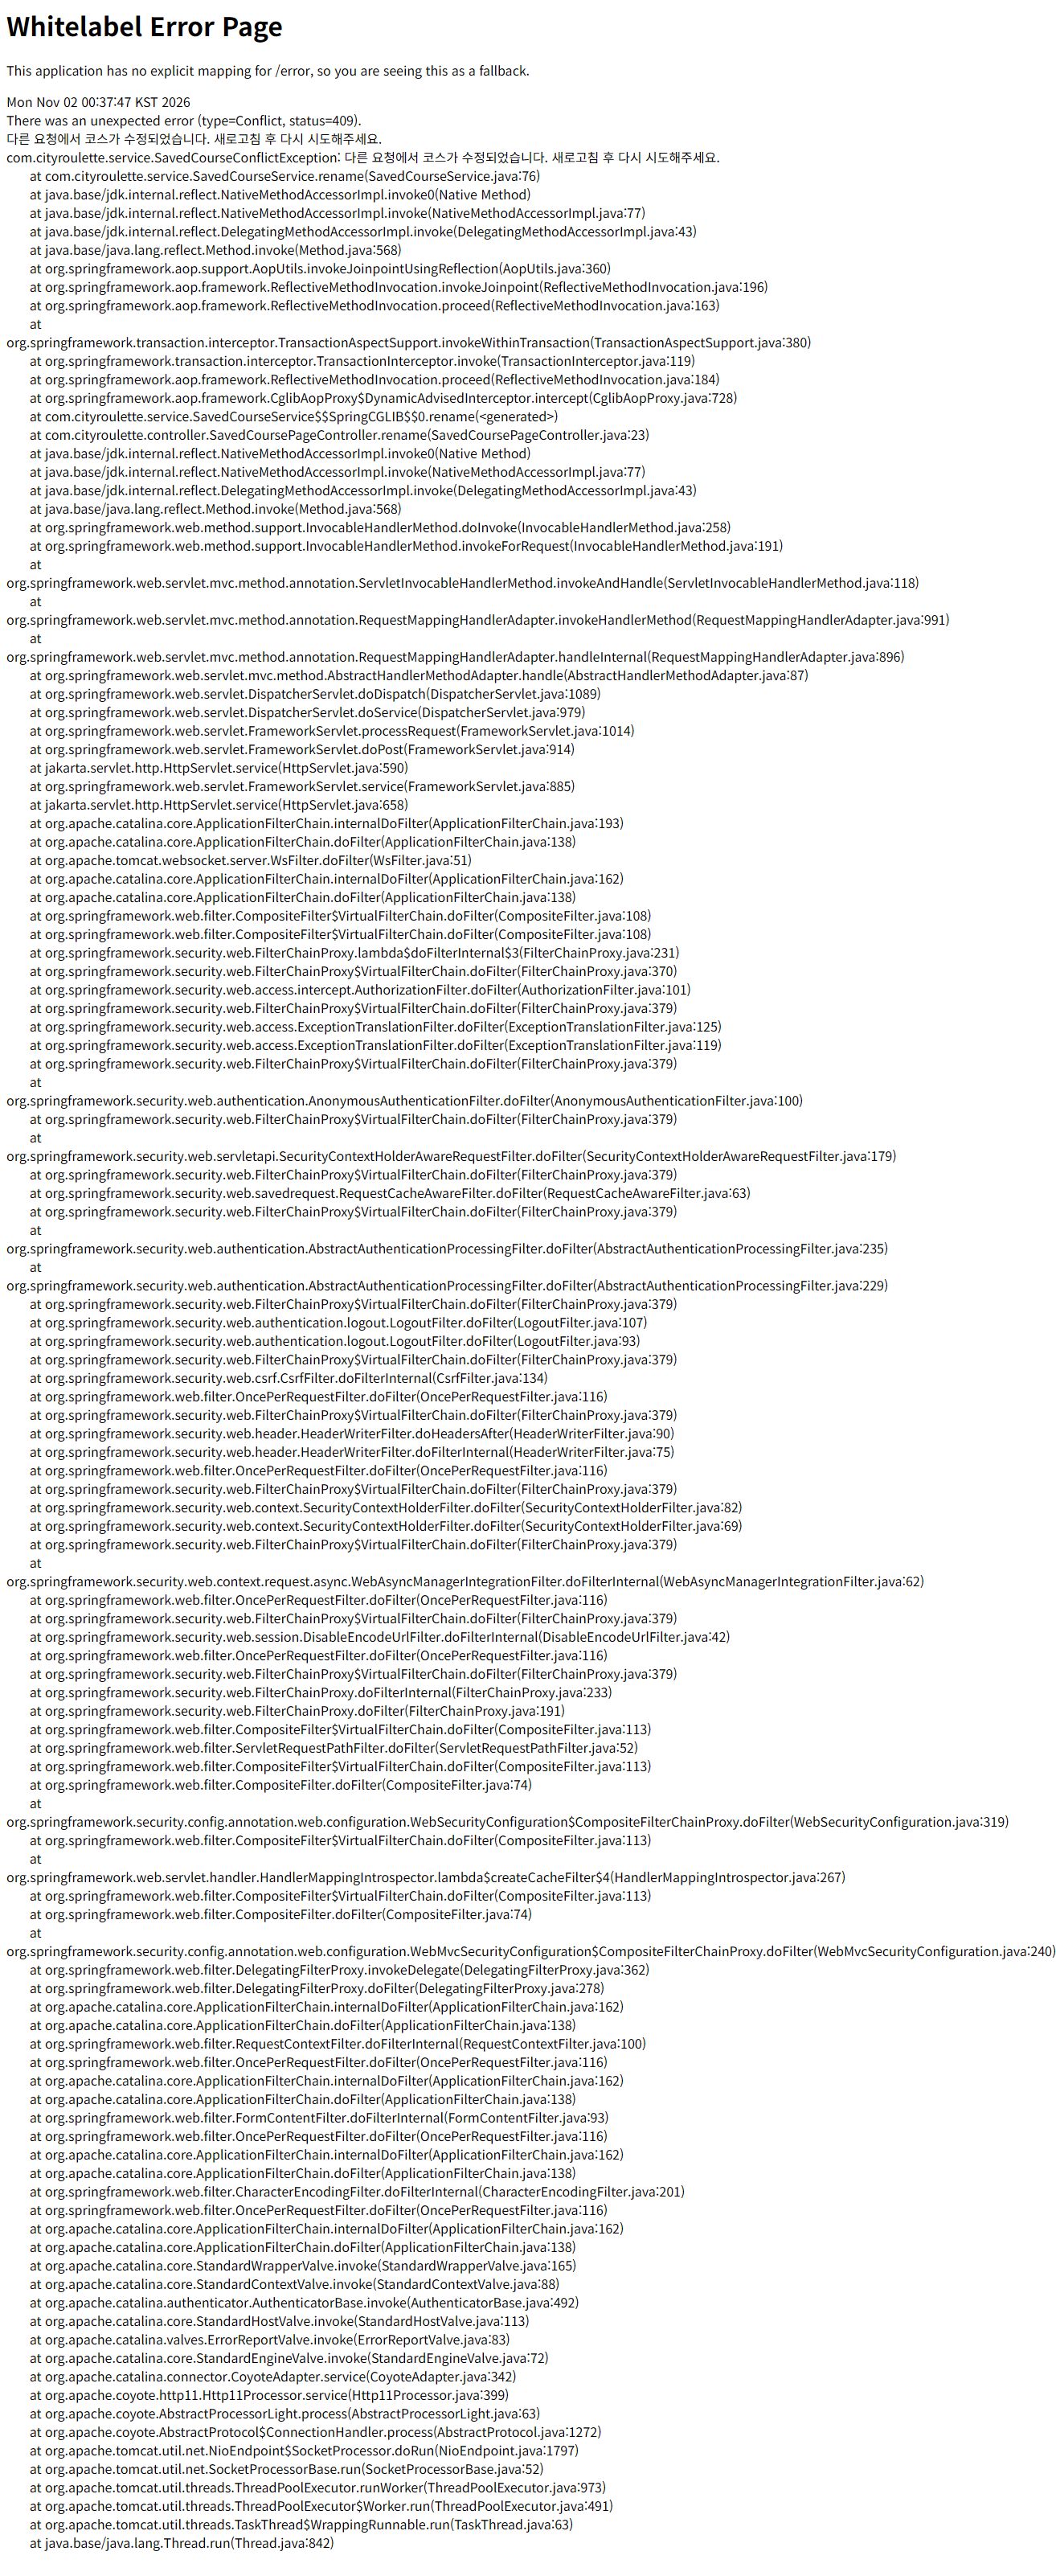 Whitelabel Error Page
This application has no explicit mapping for /error, so you are seeing this as a fallback.
Mon Nov 02 00:37:47 KST 2026
There was an unexpected error (type=Conflict, status=409).
다른 요청에서 코스가 수정되었습니다. 새로고침 후 다시 시도해주세요.
com.cityroulette.service.SavedCourseConflictException: 다른 요청에서 코스가 수정되었습니다. 새로고침 후 다시 시도해주세요.
at com.cityroulette.service.SavedCourseService.rename(SavedCourseService.java:76)
at java.base/jdk.internal.reflect.NativeMethodAccessorImpl.invoke0(Native Method)
at java.base/jdk.internal.reflect.NativeMethodAccessorImpl.invoke(NativeMethodAccessorImpl.java:77)
at java.base/jdk.internal.reflect.DelegatingMethodAccessorImpl.invoke(DelegatingMethodAccessorImpl.java:43)
at java.base/java.lang.reflect.Method.invoke(Method.java:568)
at org.springframework.aop.support.AopUtils.invokeJoinpointUsingReflection(AopUtils.java:360)
at org.springframework.aop.framework.ReflectiveMethodInvocation.invokeJoinpoint(ReflectiveMethodInvocation.java:196)
at org.springframework.aop.framework.ReflectiveMethodInvocation.proceed(ReflectiveMethodInvocation.java:163)
at
org.springframework.transaction.interceptor.TransactionAspectSupport.invokeWithinTransaction(TransactionAspectSupport.java:380)
at org.springframework.transaction.interceptor.TransactionInterceptor.invoke(TransactionInterceptor.java:119)
at org.springframework.aop.framework.ReflectiveMethodInvocation.proceed(ReflectiveMethodInvocation.java:184)
at org.springframework.aop.framework.CglibAopProxy$DynamicAdvisedInterceptor.intercept(CglibAopProxy.java:728)
at com.cityroulette.service.SavedCourseService$$SpringCGLIB$$0.rename(<generated>)
at com.cityroulette.controller.SavedCoursePageController.rename(SavedCoursePageController.java:23)
at java.base/jdk.internal.reflect.NativeMethodAccessorImpl.invoke0(Native Method)
at java.base/jdk.internal.reflect.NativeMethodAccessorImpl.invoke(NativeMethodAccessorImpl.java:77)
at java.base/jdk.internal.reflect.DelegatingMethodAccessorImpl.invoke(DelegatingMethodAccessorImpl.java:43)
at java.base/java.lang.reflect.Method.invoke(Method.java:568)
at org.springframework.web.method.support.InvocableHandlerMethod.doInvoke(InvocableHandlerMethod.java:258)
at org.springframework.web.method.support.InvocableHandlerMethod.invokeForRequest(InvocableHandlerMethod.java:191)
at
org.springframework.web.servlet.mvc.method.annotation.ServletInvocableHandlerMethod.invokeAndHandle(ServletInvocableHandlerMethod.java:118)
at
org.springframework.web.servlet.mvc.method.annotation.RequestMappingHandlerAdapter.invokeHandlerMethod(RequestMappingHandlerAdapter.java:991)
at
org.springframework.web.servlet.mvc.method.annotation.RequestMappingHandlerAdapter.handleInternal(RequestMappingHandlerAdapter.java:896)
at org.springframework.web.servlet.mvc.method.AbstractHandlerMethodAdapter.handle(AbstractHandlerMethodAdapter.java:87)
at org.springframework.web.servlet.DispatcherServlet.doDispatch(DispatcherServlet.java:1089)
at org.springframework.web.servlet.DispatcherServlet.doService(DispatcherServlet.java:979)
at org.springframework.web.servlet.FrameworkServlet.processRequest(FrameworkServlet.java:1014)
at org.springframework.web.servlet.FrameworkServlet.doPost(FrameworkServlet.java:914)
at jakarta.servlet.http.HttpServlet.service(HttpServlet.java:590)
at org.springframework.web.servlet.FrameworkServlet.service(FrameworkServlet.java:885)
at jakarta.servlet.http.HttpServlet.service(HttpServlet.java:658)
at org.apache.catalina.core.ApplicationFilterChain.internalDoFilter(ApplicationFilterChain.java:193)
at org.apache.catalina.core.ApplicationFilterChain.doFilter(ApplicationFilterChain.java:138)
at org.apache.tomcat.websocket.server.WsFilter.doFilter(WsFilter.java:51)
at org.apache.catalina.core.ApplicationFilterChain.internalDoFilter(ApplicationFilterChain.java:162)
at org.apache.catalina.core.ApplicationFilterChain.doFilter(ApplicationFilterChain.java:138)
at org.springframework.web.filter.CompositeFilter$VirtualFilterChain.doFilter(CompositeFilter.java:108)
at org.springframework.web.filter.CompositeFilter$VirtualFilterChain.doFilter(CompositeFilter.java:108)
at org.springframework.security.web.FilterChainProxy.lambda$doFilterInternal$3(FilterChainProxy.java:231)
at org.springframework.security.web.FilterChainProxy$VirtualFilterChain.doFilter(FilterChainProxy.java:370)
at org.springframework.security.web.access.intercept.AuthorizationFilter.doFilter(AuthorizationFilter.java:101)
at org.springframework.security.web.FilterChainProxy$VirtualFilterChain.doFilter(FilterChainProxy.java:379)
at org.springframework.security.web.access.ExceptionTranslationFilter.doFilter(ExceptionTranslationFilter.java:125)
at org.springframework.security.web.access.ExceptionTranslationFilter.doFilter(ExceptionTranslationFilter.java:119)
at org.springframework.security.web.FilterChainProxy$VirtualFilterChain.doFilter(FilterChainProxy.java:379)
at
org.springframework.security.web.authentication.AnonymousAuthenticationFilter.doFilter(AnonymousAuthenticationFilter.java:100)
at org.springframework.security.web.FilterChainProxy$VirtualFilterChain.doFilter(FilterChainProxy.java:379)
at
org.springframework.security.web.servletapi.SecurityContextHolderAwareRequestFilter.doFilter(SecurityContextHolderAwareRequestFilter.java:179)
at org.springframework.security.web.FilterChainProxy$VirtualFilterChain.doFilter(FilterChainProxy.java:379)
at org.springframework.security.web.savedrequest.RequestCacheAwareFilter.doFilter(RequestCacheAwareFilter.java:63)
at org.springframework.security.web.FilterChainProxy$VirtualFilterChain.doFilter(FilterChainProxy.java:379)
at
org.springframework.security.web.authentication.AbstractAuthenticationProcessingFilter.doFilter(AbstractAuthenticationProcessingFilter.java:235)
at
org.springframework.security.web.authentication.AbstractAuthenticationProcessingFilter.doFilter(AbstractAuthenticationProcessingFilter.java:229)
at org.springframework.security.web.FilterChainProxy$VirtualFilterChain.doFilter(FilterChainProxy.java:379)
at org.springframework.security.web.authentication.logout.LogoutFilter.doFilter(LogoutFilter.java:107)
at org.springframework.security.web.authentication.logout.LogoutFilter.doFilter(LogoutFilter.java:93)
at org.springframework.security.web.FilterChainProxy$VirtualFilterChain.doFilter(FilterChainProxy.java:379)
at org.springframework.security.web.csrf.CsrfFilter.doFilterInternal(CsrfFilter.java:134)
at org.springframework.web.filter.OncePerRequestFilter.doFilter(OncePerRequestFilter.java:116)
at org.springframework.security.web.FilterChainProxy$VirtualFilterChain.doFilter(FilterChainProxy.java:379)
at org.springframework.security.web.header.HeaderWriterFilter.doHeadersAfter(HeaderWriterFilter.java:90)
at org.springframework.security.web.header.HeaderWriterFilter.doFilterInternal(HeaderWriterFilter.java:75)
at org.springframework.web.filter.OncePerRequestFilter.doFilter(OncePerRequestFilter.java:116)
at org.springframework.security.web.FilterChainProxy$VirtualFilterChain.doFilter(FilterChainProxy.java:379)
at org.springframework.security.web.context.SecurityContextHolderFilter.doFilter(SecurityContextHolderFilter.java:82)
at org.springframework.security.web.context.SecurityContextHolderFilter.doFilter(SecurityContextHolderFilter.java:69)
at org.springframework.security.web.FilterChainProxy$VirtualFilterChain.doFilter(FilterChainProxy.java:379)
at
org.springframework.security.web.context.request.async.WebAsyncManagerIntegrationFilter.doFilterInternal(WebAsyncManagerIntegrationFilter.java:62)
at org.springframework.web.filter.OncePerRequestFilter.doFilter(OncePerRequestFilter.java:116)
at org.springframework.security.web.FilterChainProxy$VirtualFilterChain.doFilter(FilterChainProxy.java:379)
at org.springframework.security.web.session.DisableEncodeUrlFilter.doFilterInternal(DisableEncodeUrlFilter.java:42)
at org.springframework.web.filter.OncePerRequestFilter.doFilter(OncePerRequestFilter.java:116)
at org.springframework.security.web.FilterChainProxy$VirtualFilterChain.doFilter(FilterChainProxy.java:379)
at org.springframework.security.web.FilterChainProxy.doFilterInternal(FilterChainProxy.java:233)
at org.springframework.security.web.FilterChainProxy.doFilter(FilterChainProxy.java:191)
at org.springframework.web.filter.CompositeFilter$VirtualFilterChain.doFilter(CompositeFilter.java:113)
at org.springframework.web.filter.ServletRequestPathFilter.doFilter(ServletRequestPathFilter.java:52)
at org.springframework.web.filter.CompositeFilter$VirtualFilterChain.doFilter(CompositeFilter.java:113)
at org.springframework.web.filter.CompositeFilter.doFilter(CompositeFilter.java:74)
at
org.springframework.security.config.annotation.web.configuration.WebSecurityConfiguration$CompositeFilterChainProxy.doFilter(WebSecurityConfiguration.java:319)
at org.springframework.web.filter.CompositeFilter$VirtualFilterChain.doFilter(CompositeFilter.java:113)
at
org.springframework.web.servlet.handler.HandlerMappingIntrospector.lambda$createCacheFilter$4(HandlerMappingIntrospector.java:267)
at org.springframework.web.filter.CompositeFilter$VirtualFilterChain.doFilter(CompositeFilter.java:113)
at org.springframework.web.filter.CompositeFilter.doFilter(CompositeFilter.java:74)
at
org.springframework.security.config.annotation.web.configuration.WebMvcSecurityConfiguration$CompositeFilterChainProxy.doFilter(WebMvcSecurityConfiguration.java:240)
at org.springframework.web.filter.DelegatingFilterProxy.invokeDelegate(DelegatingFilterProxy.java:362)
at org.springframework.web.filter.DelegatingFilterProxy.doFilter(DelegatingFilterProxy.java:278)
at org.apache.catalina.core.ApplicationFilterChain.internalDoFilter(ApplicationFilterChain.java:162)
at org.apache.catalina.core.ApplicationFilterChain.doFilter(ApplicationFilterChain.java:138)
at org.springframework.web.filter.RequestContextFilter.doFilterInternal(RequestContextFilter.java:100)
at org.springframework.web.filter.OncePerRequestFilter.doFilter(OncePerRequestFilter.java:116)
at org.apache.catalina.core.ApplicationFilterChain.internalDoFilter(ApplicationFilterChain.java:162)
at org.apache.catalina.core.ApplicationFilterChain.doFilter(ApplicationFilterChain.java:138)
at org.springframework.web.filter.FormContentFilter.doFilterInternal(FormContentFilter.java:93)
at org.springframework.web.filter.OncePerRequestFilter.doFilter(OncePerRequestFilter.java:116)
at org.apache.catalina.core.ApplicationFilterChain.internalDoFilter(ApplicationFilterChain.java:162)
at org.apache.catalina.core.ApplicationFilterChain.doFilter(ApplicationFilterChain.java:138)
at org.springframework.web.filter.CharacterEncodingFilter.doFilterInternal(CharacterEncodingFilter.java:201)
at org.springframework.web.filter.OncePerRequestFilter.doFilter(OncePerRequestFilter.java:116)
at org.apache.catalina.core.ApplicationFilterChain.internalDoFilter(ApplicationFilterChain.java:162)
at org.apache.catalina.core.ApplicationFilterChain.doFilter(ApplicationFilterChain.java:138)
at org.apache.catalina.core.StandardWrapperValve.invoke(StandardWrapperValve.java:165)
at org.apache.catalina.core.StandardContextValve.invoke(StandardContextValve.java:88)
at org.apache.catalina.authenticator.AuthenticatorBase.invoke(AuthenticatorBase.java:492)
at org.apache.catalina.core.StandardHostValve.invoke(StandardHostValve.java:113)
at org.apache.catalina.valves.ErrorReportValve.invoke(ErrorReportValve.java:83)
at org.apache.catalina.core.StandardEngineValve.invoke(StandardEngineValve.java:72)
at org.apache.catalina.connector.CoyoteAdapter.service(CoyoteAdapter.java:342)
at org.apache.coyote.http11.Http11Processor.service(Http11Processor.java:399)
at org.apache.coyote.AbstractProcessorLight.process(AbstractProcessorLight.java:63)
at org.apache.coyote.AbstractProtocol$ConnectionHandler.process(AbstractProtocol.java:1272)
at org.apache.tomcat.util.net.NioEndpoint$SocketProcessor.doRun(NioEndpoint.java:1797)
at org.apache.tomcat.util.net.SocketProcessorBase.run(SocketProcessorBase.java:52)
at org.apache.tomcat.util.threads.ThreadPoolExecutor.runWorker(ThreadPoolExecutor.java:973)
at org.apache.tomcat.util.threads.ThreadPoolExecutor$Worker.run(ThreadPoolExecutor.java:491)
at org.apache.tomcat.util.threads.TaskThread$WrappingRunnable.run(TaskThread.java:63)
at java.base/java.lang.Thread.run(Thread.java:842)